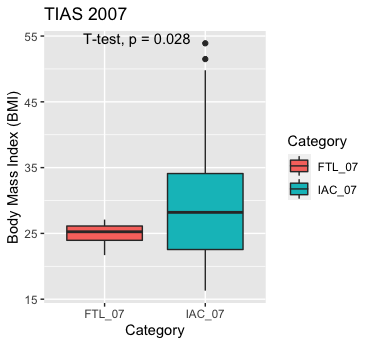 TIAS 2007
T-test, p = 0.028
55
45
35
25
15
Body Mass Index (BMI)
FTL_07
IAC_07
Category
Category
FTL_07
IAC_07